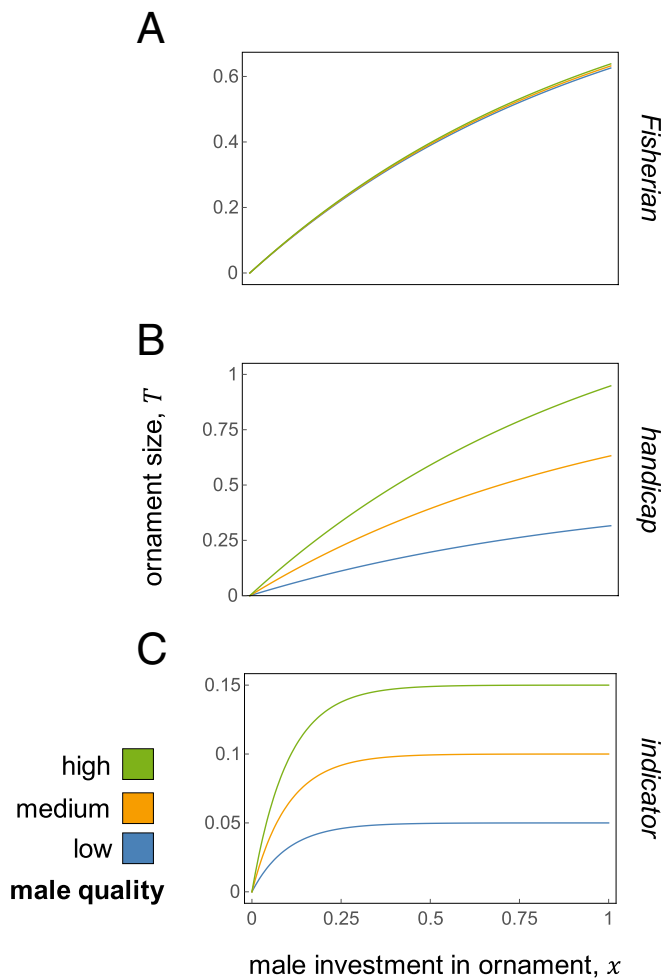 A
0.6
0.4
0.2
0
Fisherian
B
1
0.75
0.5
0.25
0
ornament size, T
handicap
C
0.15
0.1
0.05
0
indicator
high
medium
low
male quality
0 0.25 0.5 0.75 1
male investment in ornament, x